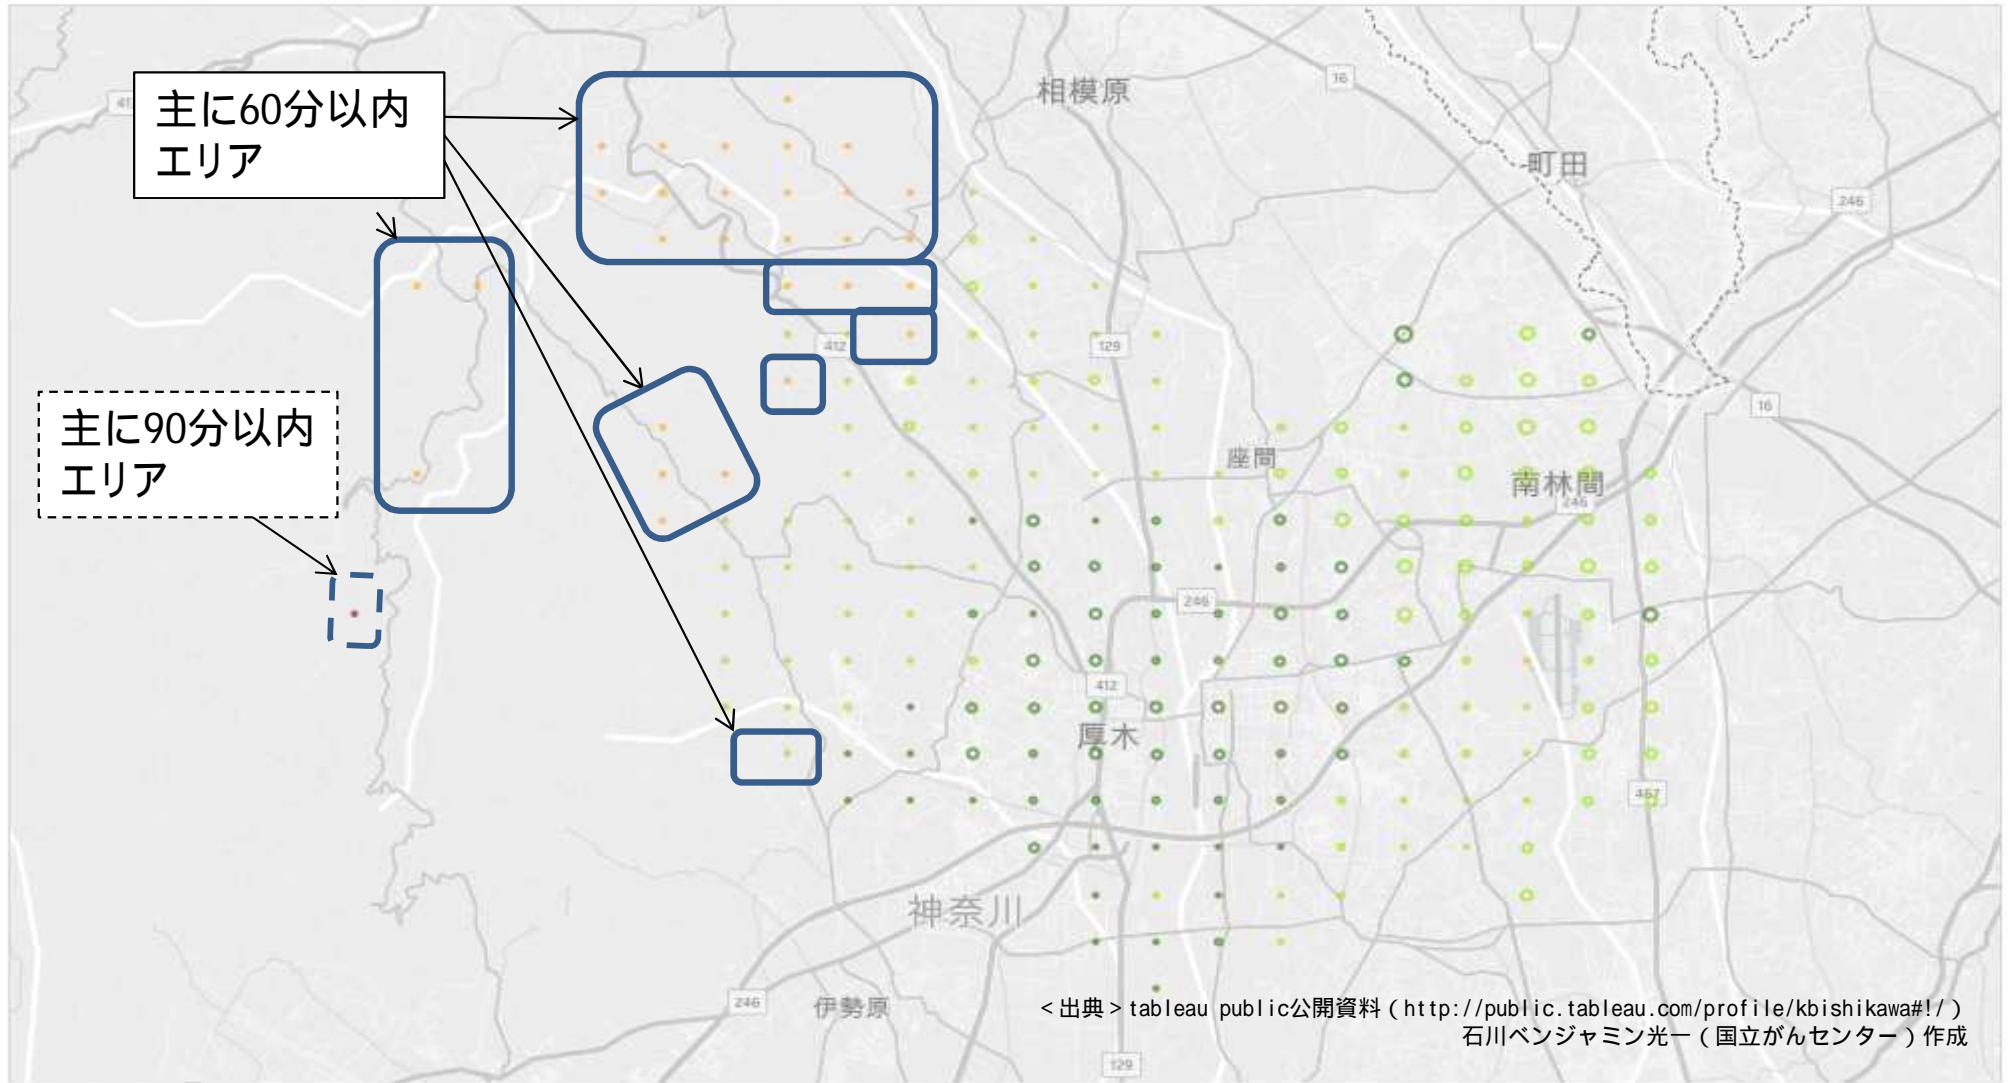 主に60分以内
エリア
主に90分以内
エリア
相模原
16
町田
246
412
129
16
座間
南林間
246
246
412
厚木
467
神奈川
246
伊勢原
129
＜出典＞tableau public公開資料（http://public.tableau.com/profile/kbishikawa#!/）
石川ベンジャミン光一（国立がんセンター）作成